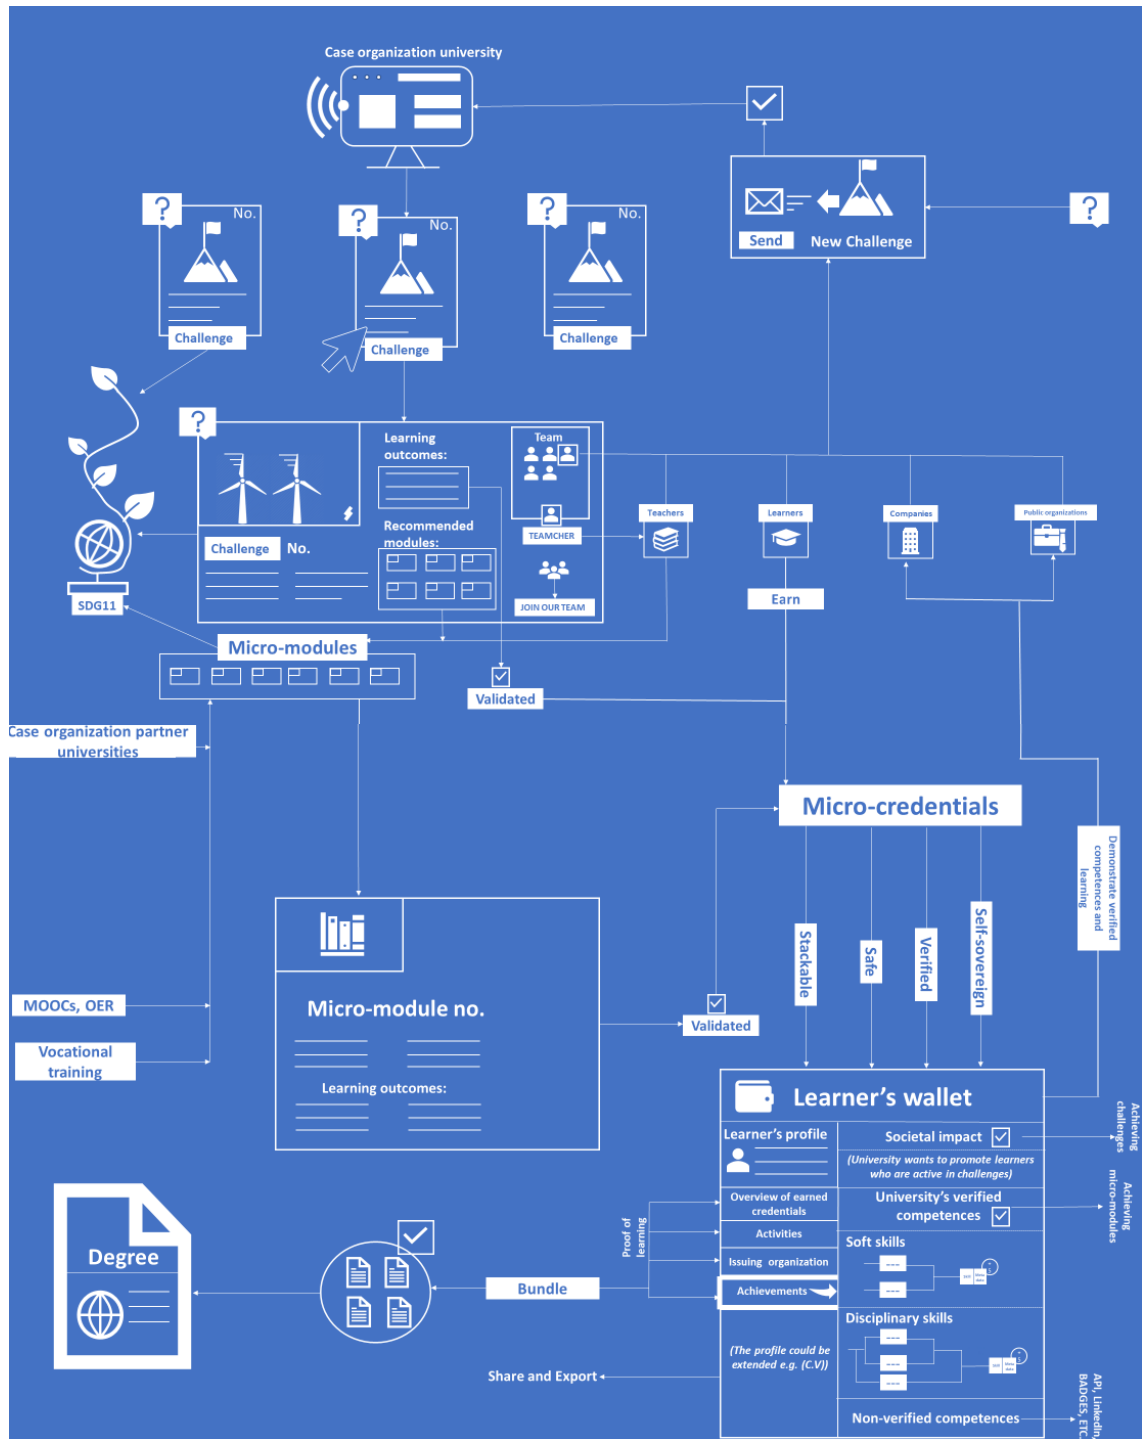 Case organization university
No.
No.
No.
Send
New Challenge
Challenge
Challenge
Challenge
Learning
outcomes:
Team
Recommended
modules:
Teachers
Learners
Companies
Public organizations
TEAMCHER
Challenge
No.
JOIN OUR TEAM
Earn
SDG11
Micro-modules
Validated
Case organization partner
universities
Micro-credentials
Demonstrate verified
competences and
learning
Stackable
Safe
Verified
Self-sovereign
MOOCs, OER
Vocational
training
Micro-module no.
Learning outcomes:
Validated
Learner's wallet
Learner's profile
Societal impact
(University wants to promote learners
who are active in challenges)
Achieving
challenges
Overview of earned
credentials
University's verified
competences
Achieving
micro-modules
Activities
Proof of
learning
Issuing organization
Soft skills
Achievements
Degree
Bundle
Disciplinary skills
(The profile could be
extended e.g. (C.V))
Share and Export
Non-verified competences
API, Linkedin,
BADGES, ETC.